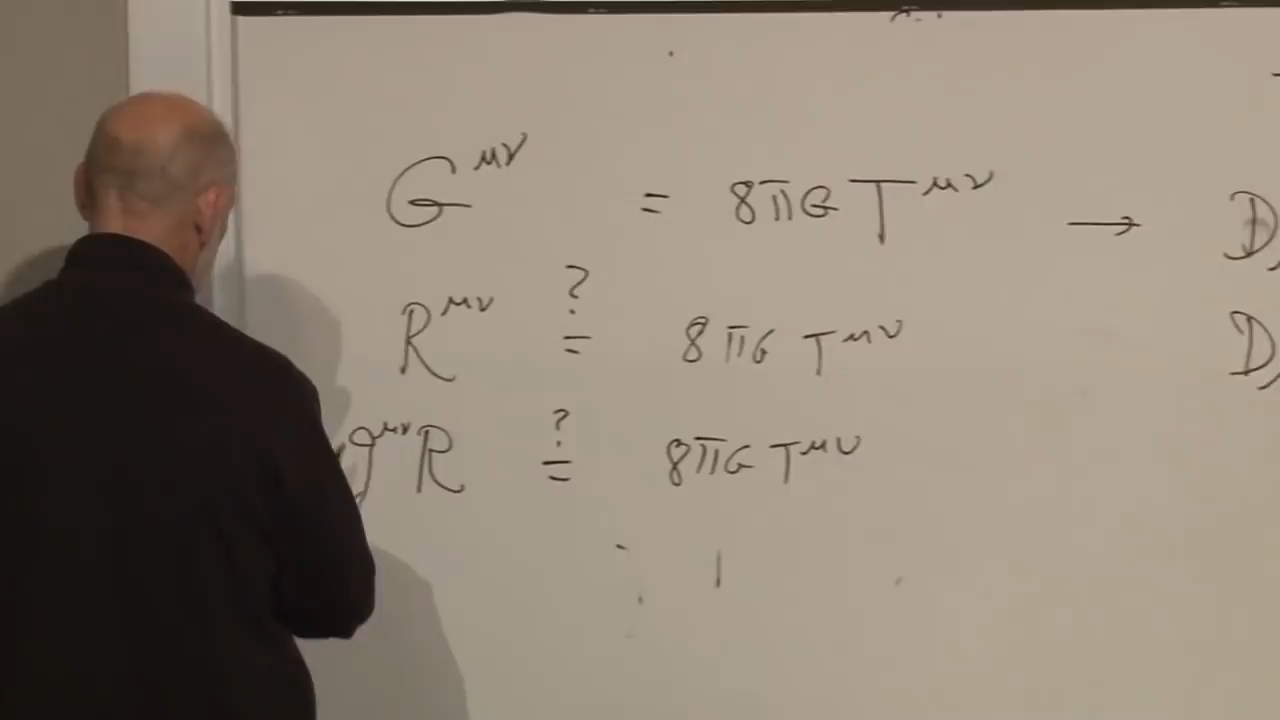 G^μν = 8πG T^μν → D
R^μν ?= 8πG T^μν D
g^μν R ?= 8πG T^μν